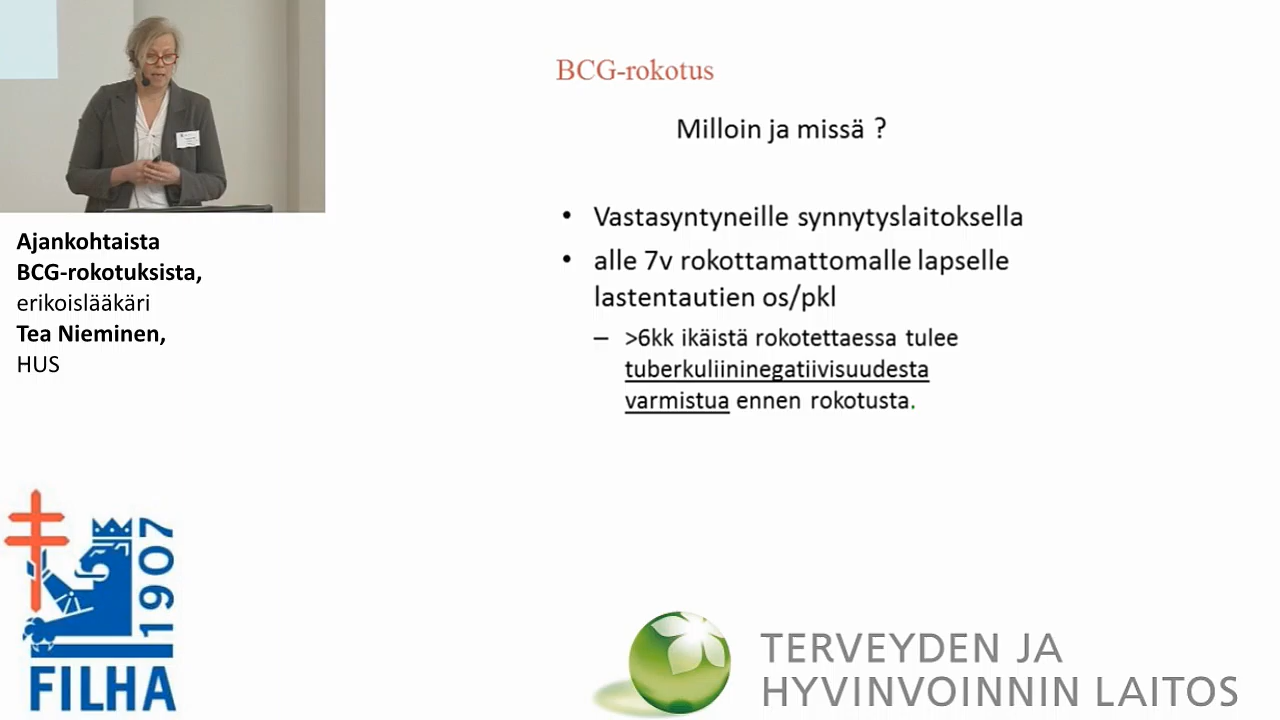 BCG-rokotus
Milloin ja missä ?
• Vastasyntyneille synnytyslaitoksella
• alle 7v rokottamattomalle lapselle
lastentautien os/pkl
– >6kk ikäistä rokotettaessa tulee
tuberkuliininegatiivisuudesta
varmistua ennen rokotusta.
Ajankohtaista
BCG-rokotuksista,
erikoislääkäri
Tea Nieminen,
HUS
1907
FILHA
TERVEYDEN JA
HYVINVOINNIN LAITOS